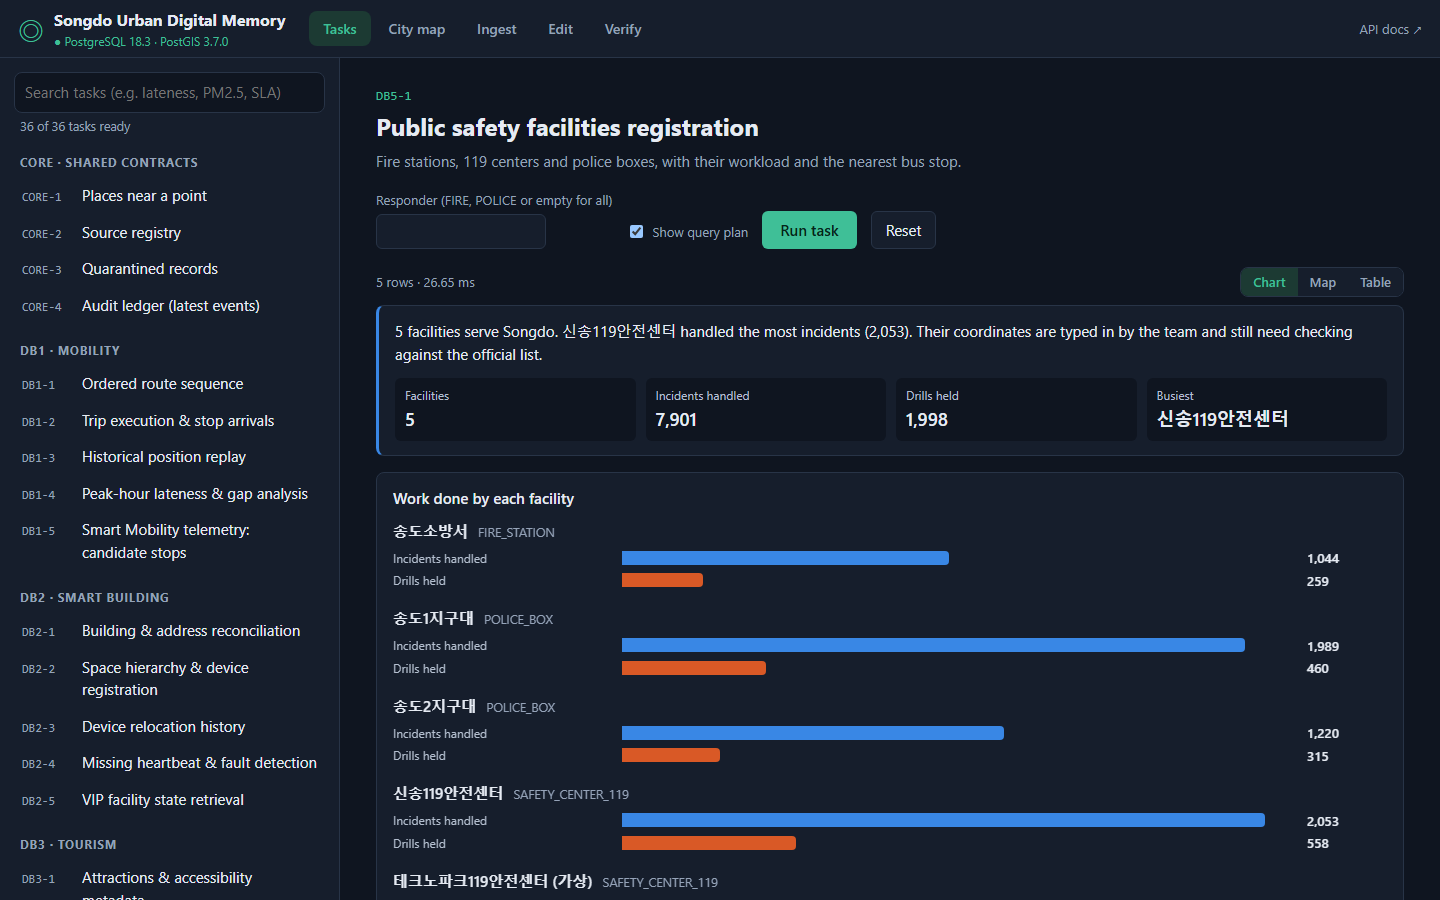 Songdo Urban Digital Memory
● PostgreSQL 18.3 · PostGIS 3.7.0
Tasks
City map
Ingest
Edit
Verify
API docs ↗
Search tasks (e.g. lateness, PM2.5, SLA)
36 of 36 tasks ready
CORE · SHARED CONTRACTS
CORE-1 Places near a point
CORE-2 Source registry
CORE-3 Quarantined records
CORE-4 Audit ledger (latest events)
DB1 · MOBILITY
DB1-1 Ordered route sequence
DB1-2 Trip execution & stop arrivals
DB1-3 Historical position replay
DB1-4 Peak-hour lateness & gap analysis
DB1-5 Smart Mobility telemetry:
candidate stops
DB2 · SMART BUILDING
DB2-1 Building & address reconciliation
DB2-2 Space hierarchy & device
registration
DB2-3 Device relocation history
DB2-4 Missing heartbeat & fault detection
DB2-5 VIP facility state retrieval
DB3 · TOURISM
DB3-1 Attractions & accessibility
metadata
DB5-1
Public safety facilities registration
Fire stations, 119 centers and police boxes, with their workload and the nearest bus stop.
Responder (FIRE, POLICE or empty for all)
Show query plan
Run task
Reset
5 rows · 26.65 ms
Chart
Map
Table
5 facilities serve Songdo. 신송119안전센터 handled the most incidents (2,053). Their coordinates are typed in by the team and still need checking
against the official list.
Facilities
5
Incidents handled
7,901
Drills held
1,998
Busiest
신송119안전센터
Work done by each facility
송도소방서 FIRE_STATION
Incidents handled 1,044
Drills held 259
송도1지구대 POLICE_BOX
Incidents handled 1,989
Drills held 460
송도2지구대 POLICE_BOX
Incidents handled 1,220
Drills held 315
신송119안전센터 SAFETY_CENTER_119
Incidents handled 2,053
Drills held 558
테크노파크119안전센터 (가상) SAFETY_CENTER_119